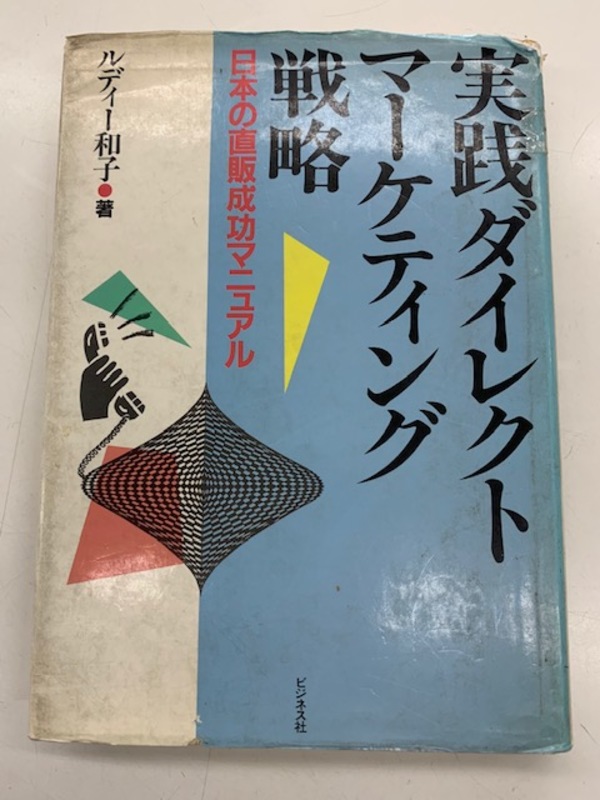 実践ダイレクト
マーケティング
戦略
日本の直販成功マニュアル
ルディー和子●著
ビジネス社